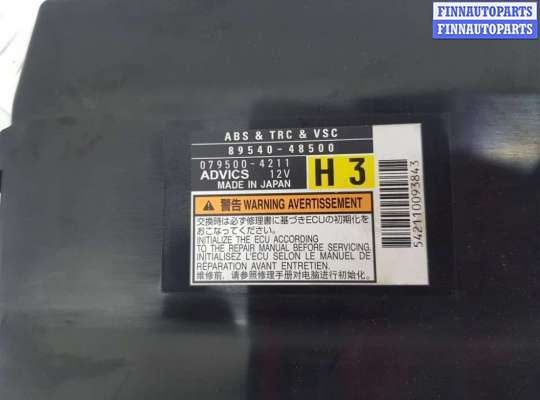 FINNAUTOPARTS
FINNAUTOPARTS
ABS & TRC & VSC
89540-48500
079500-4211
ADVICS 12V
MADE IN JAPAN
H 3
警告 WARNING AVERTISSEMENT
交換時は必ず修理書に基づきECUの初期化を
おこなってください。
INITIALIZE THE ECU ACCORDING
TO THE REPAIR MANUAL BEFORE SERVICING.
INITIALISEZ L'ECU SELON LE MANUEL DE
RÉPARATION AVANT ENTRETIEN.
维修前，请参照修理手册对电脑进行初始化。
542110093843